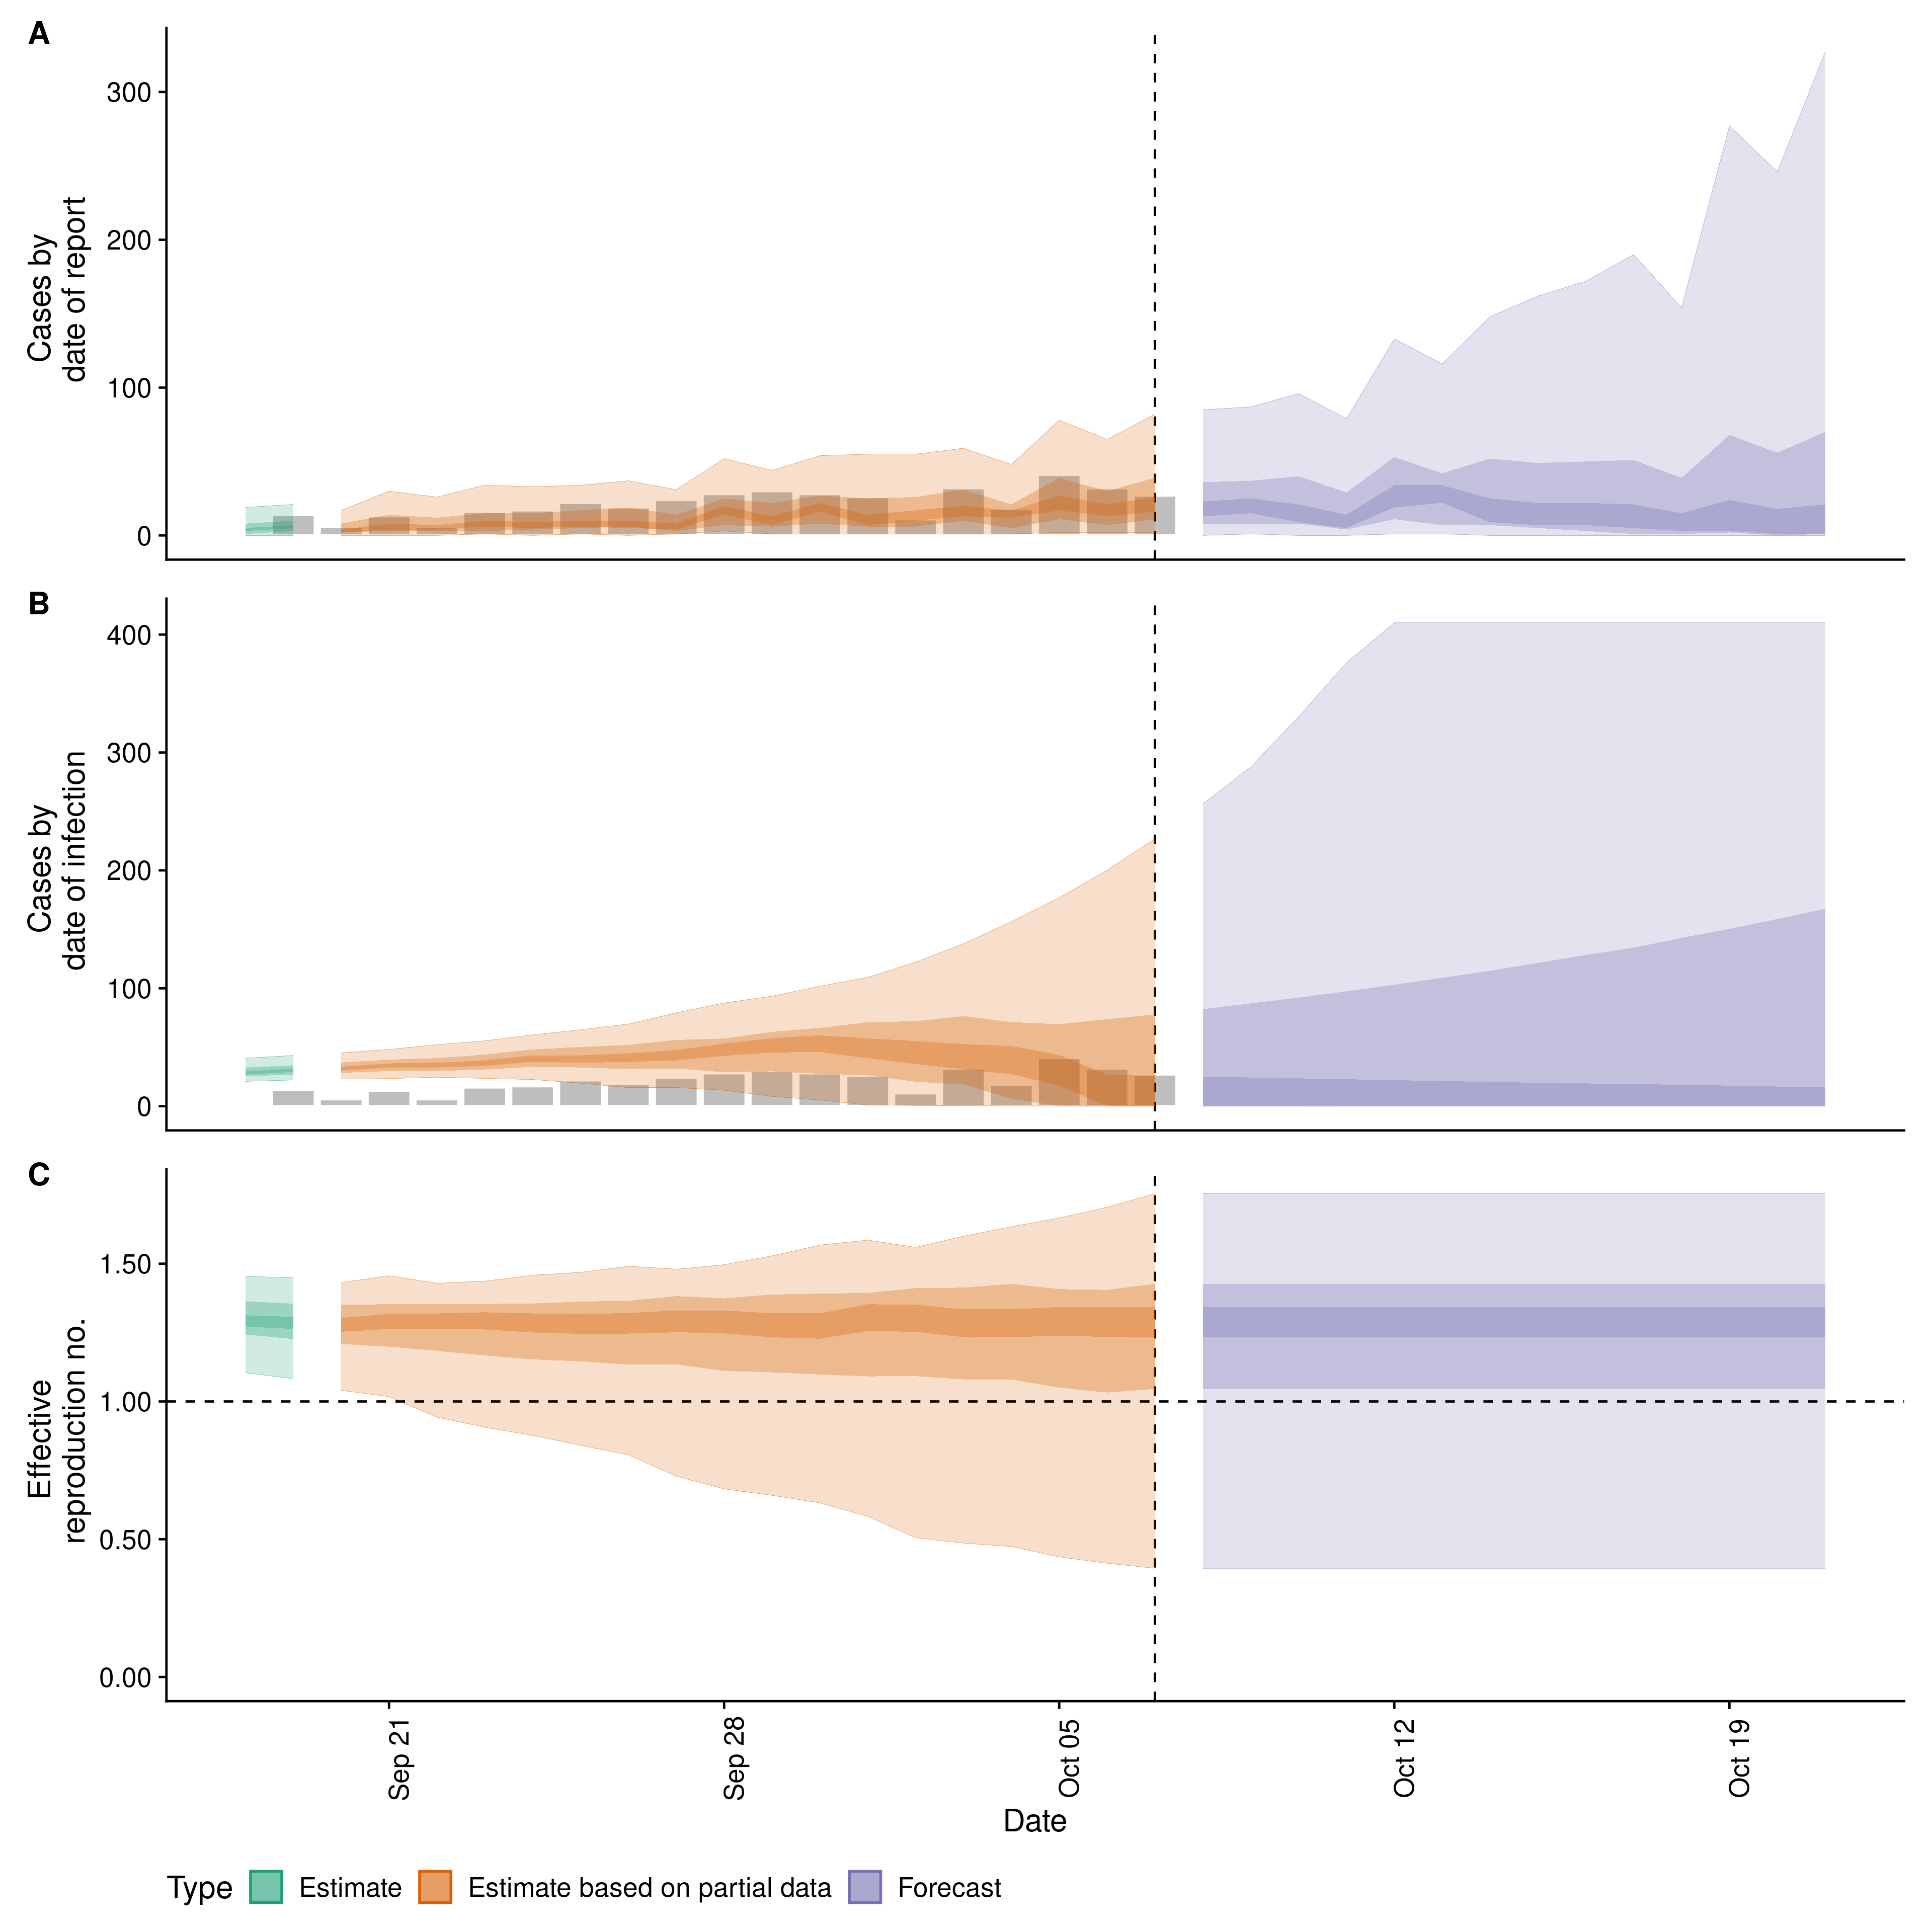 A
Cases by
date of report
300
200
100
0
B
Cases by
date of infection
400
300
200
100
0
C
Effective
reproduction no.
1.50
1.00
0.50
0.00
Sep 21
Sep 28
Oct 05
Oct 12
Oct 19
Date
Type Estimate Estimate based on partial data Forecast